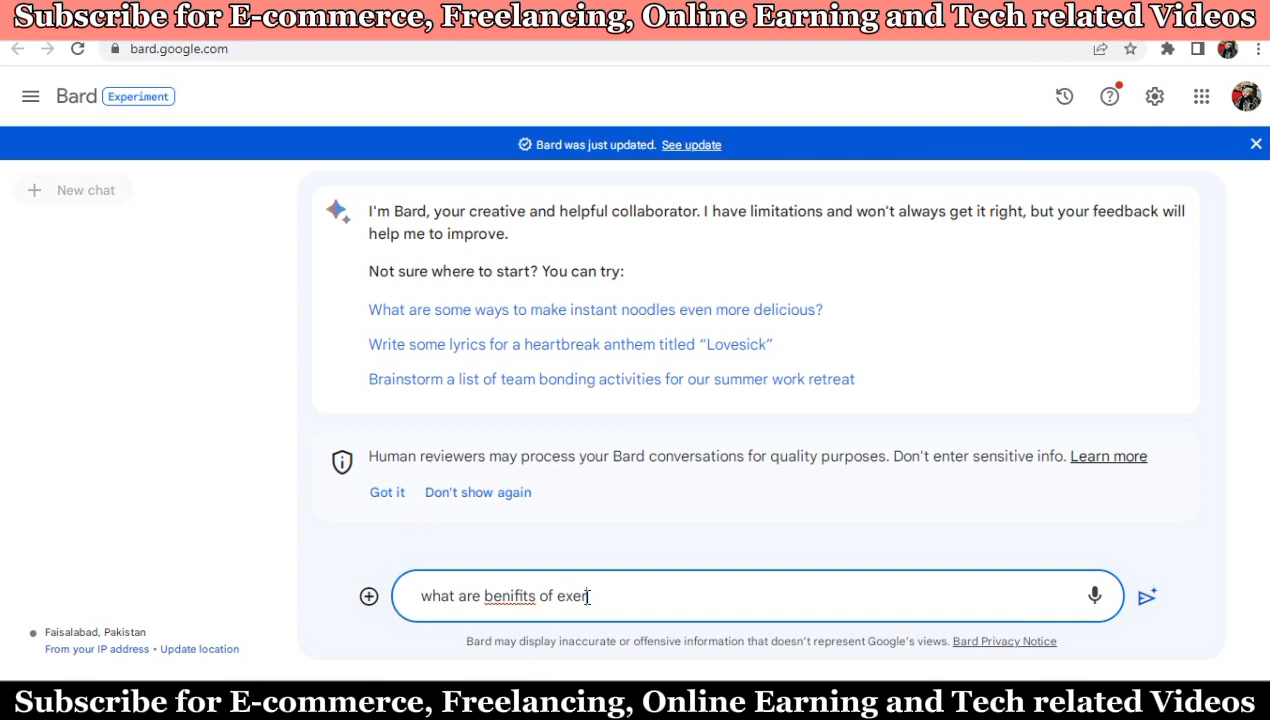 Subscribe for E-commerce, Freelancing, Online Earning and Tech related Videos
bard.google.com
Bard Experiment
Bard was just updated. See update
New chat
I'm Bard, your creative and helpful collaborator. I have limitations and won't always get it right, but your feedback will
help me to improve.
Not sure where to start? You can try:
What are some ways to make instant noodles even more delicious?
Write some lyrics for a heartbreak anthem titled “Lovesick”
Brainstorm a list of team bonding activities for our summer work retreat
Human reviewers may process your Bard conversations for quality purposes. Don't enter sensitive info. Learn more
Got it Don't show again
what are benifits of exer
Faisalabad, Pakistan
From your IP address • Update location
Bard may display inaccurate or offensive information that doesn't represent Google's views. Bard Privacy Notice
Subscribe for E-commerce, Freelancing, Online Earning and Tech related Videos